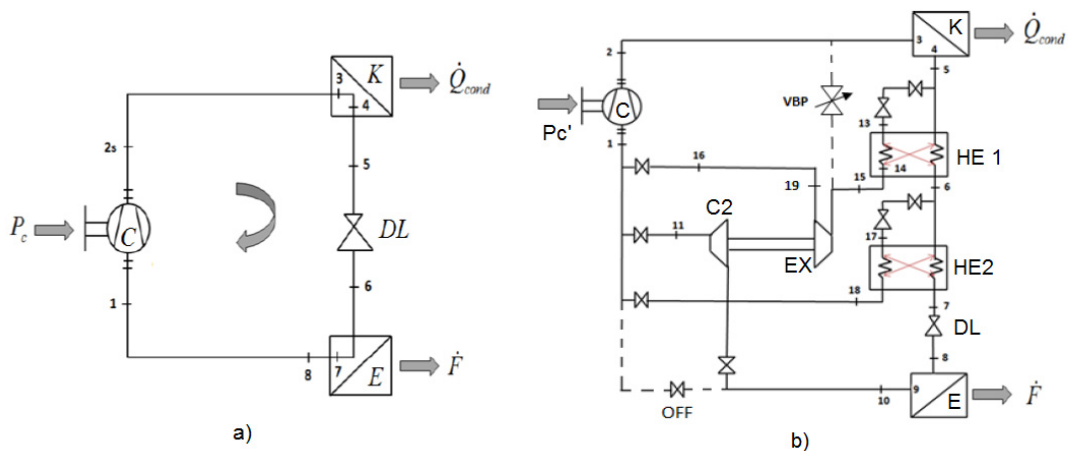 K
Q̇cond
3
4
2s
5
Pc
C
DL
1
6
8
7
E
Ḟ
a)
K
Q̇cond
3
4
2
5
VBP
C
Pc'
13
1
HE 1
14
16
15
19
6
C2
17
11
EX
HE2
18
7
DL
8
OFF
10
9
E
Ḟ
b)